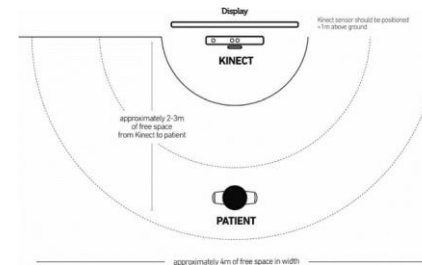 Display
Kinect sensor should be positioned
<1m above ground
KINECT
approximately 2-3m
of free space
from Kinect to patient
PATIENT
approximately 4m of free space in width